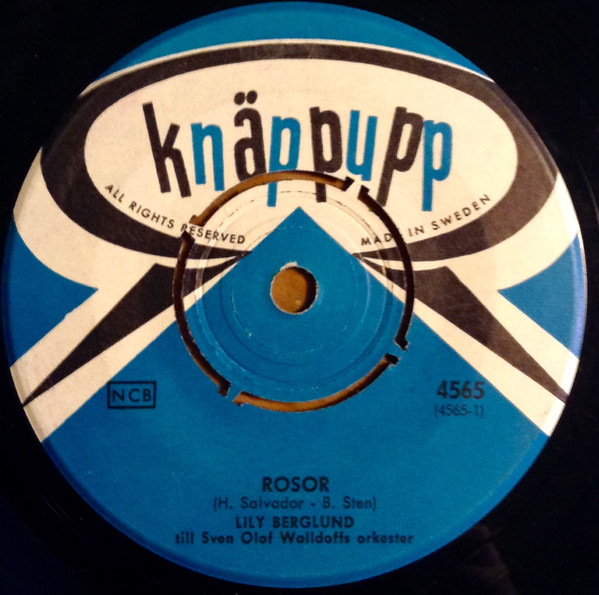 knäppupp
ALL RIGHTS RESERVED
MADE IN SWEDEN
NCB
4565
(4565-1)
ROSOR
(H. Salvador - B. Sten)
LILY BERGLUND
till Sven Olof Walldoffs orkester